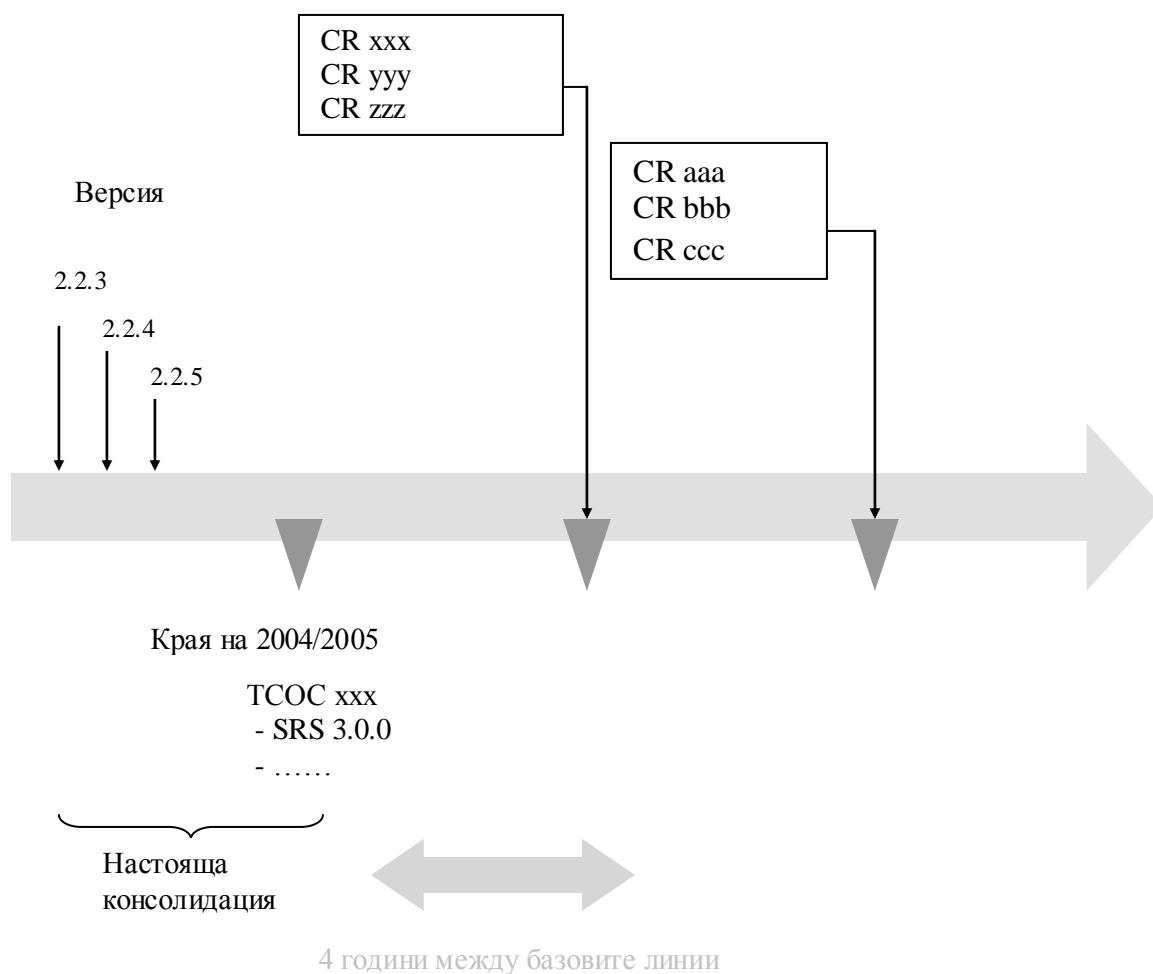 CR xxx
CR yyy
CR zzz
CR aaa
CR bbb
CR ccc
Версия
2.2.3
2.2.4
2.2.5
Края на 2004/2005
ТСОС xxx
- SRS 3.0.0
- ……
Настояща
консолидация
4 години между базовите линии